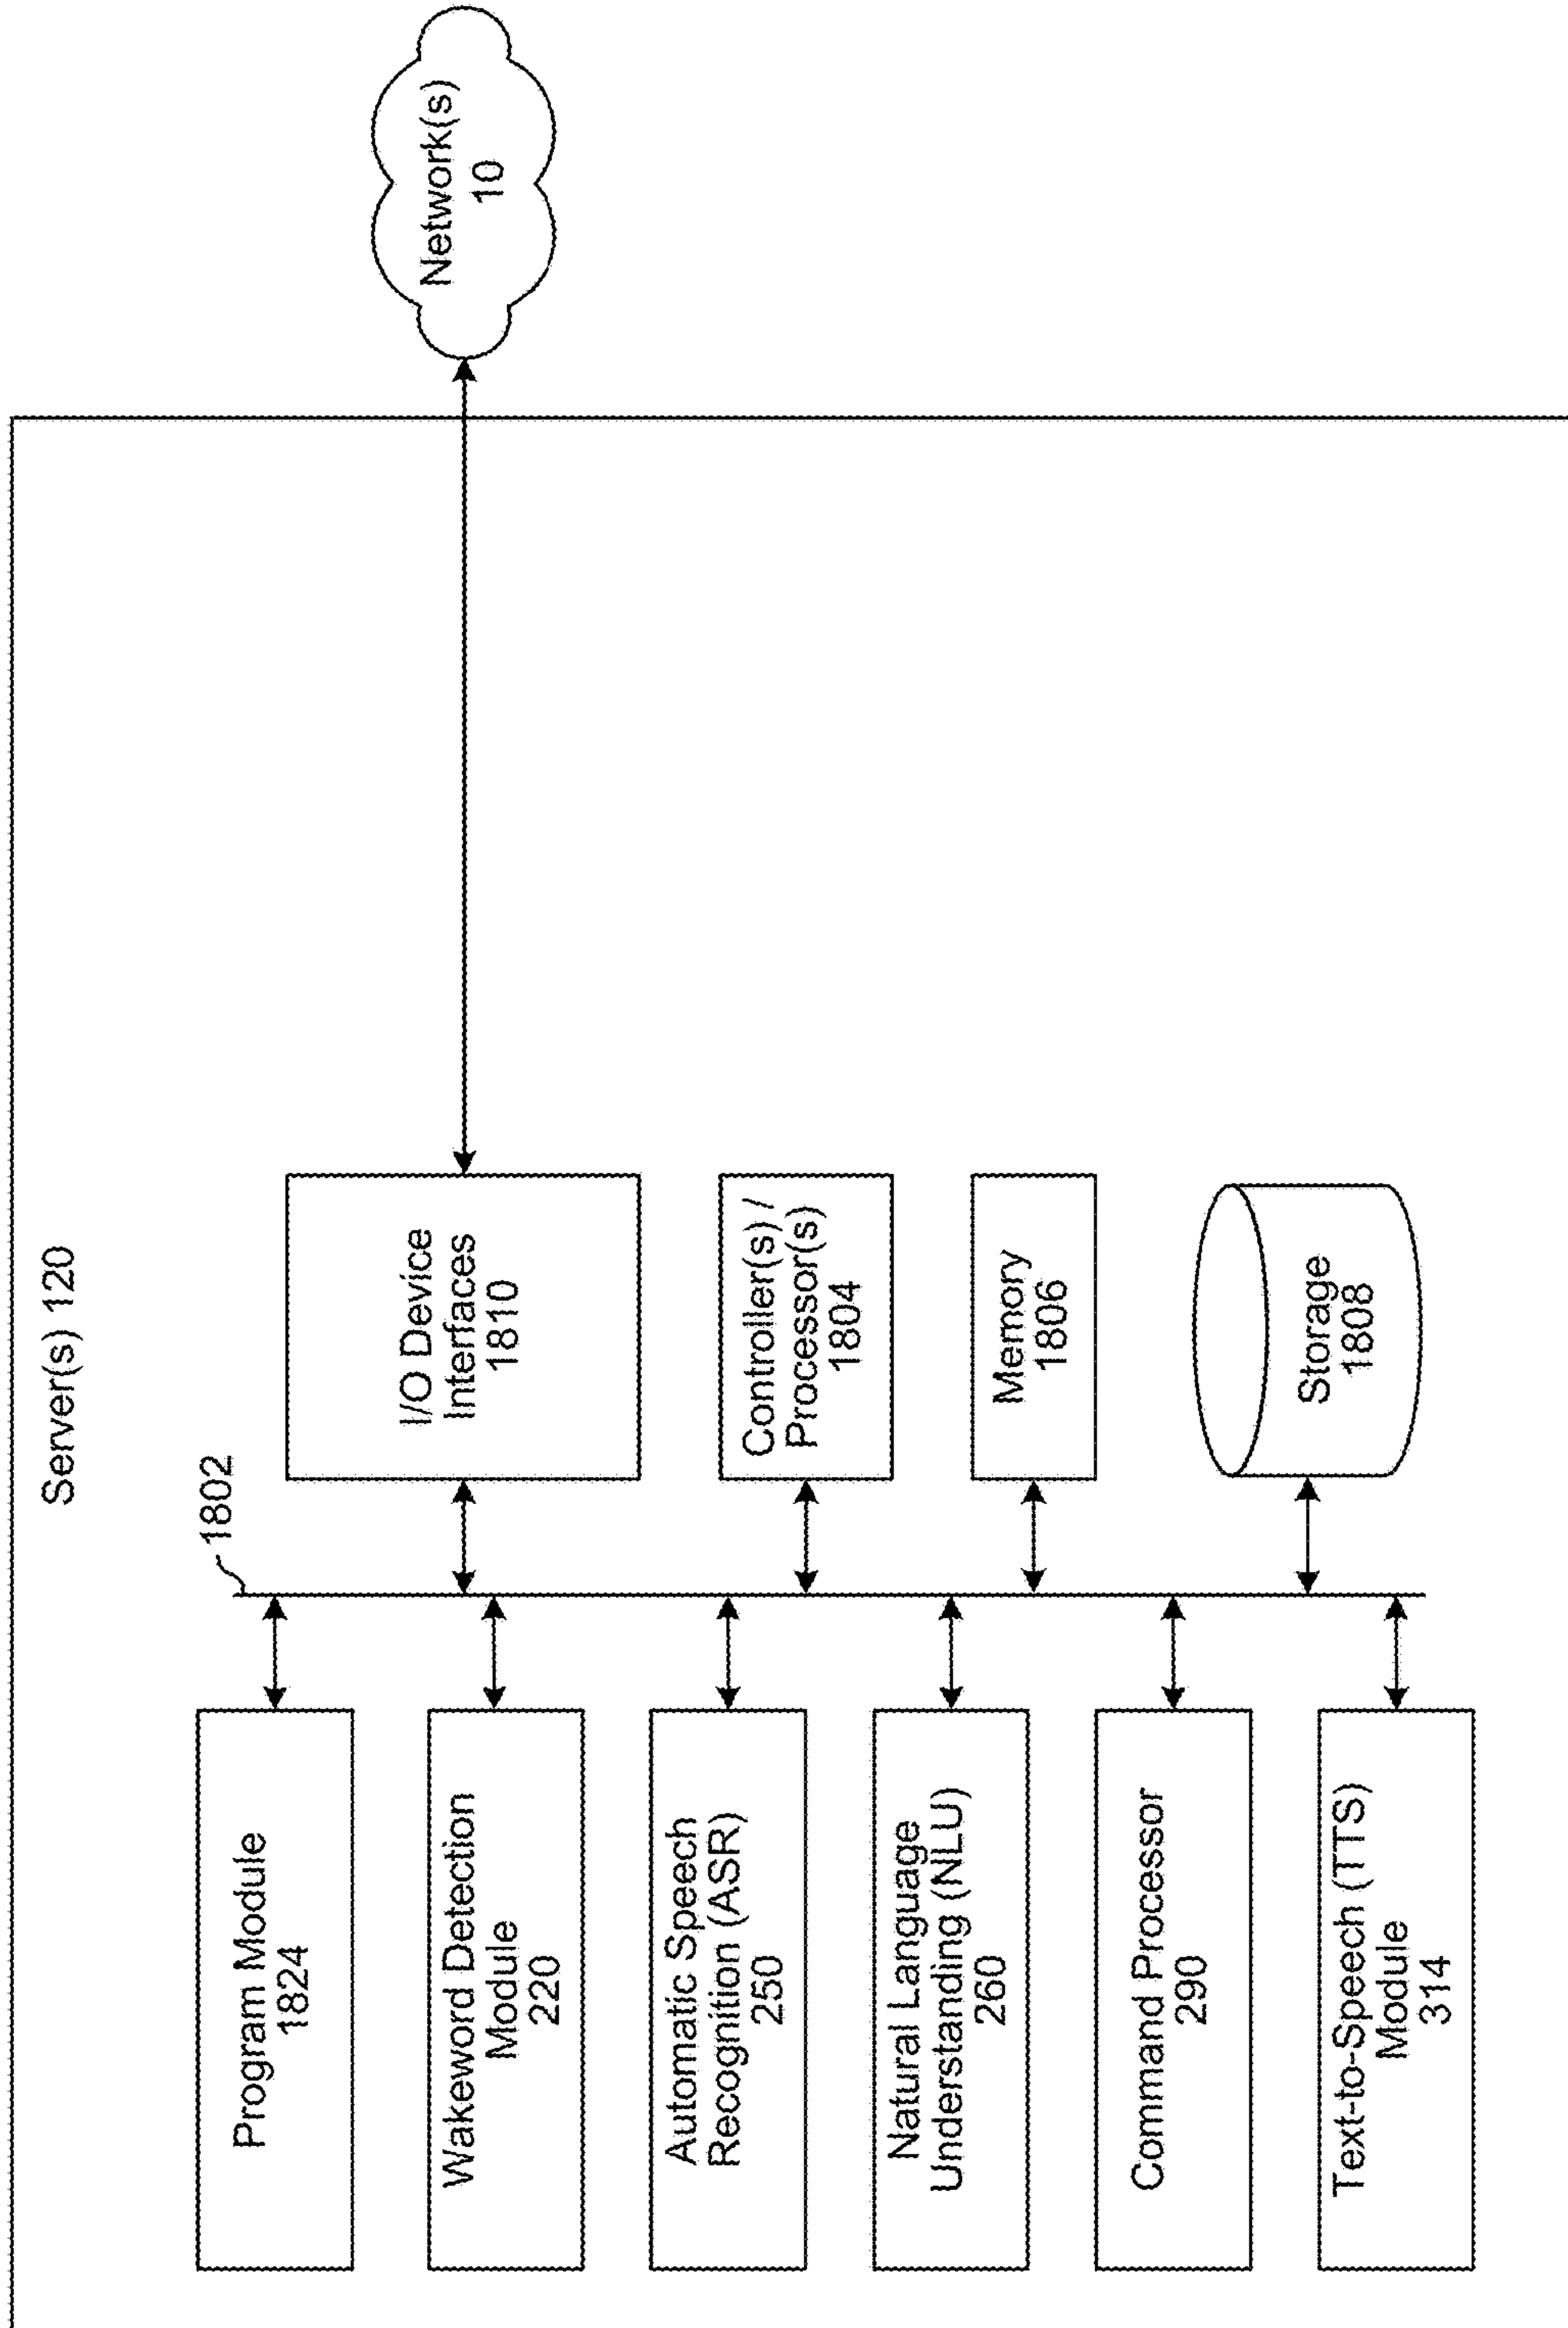 Server(s) 120
1802
Program Module
1824
Wakeword Detection
Module
220
Automatic Speech
Recognition (ASR)
250
Natural Language
Understanding (NLU)
260
Command Processor
290
Text-to-Speech (TTS)
Module
314
I/O Device
Interfaces
1810
Controller(s) /
Processor(s)
1804
Memory
1806
Storage
1808
Network(s)
10